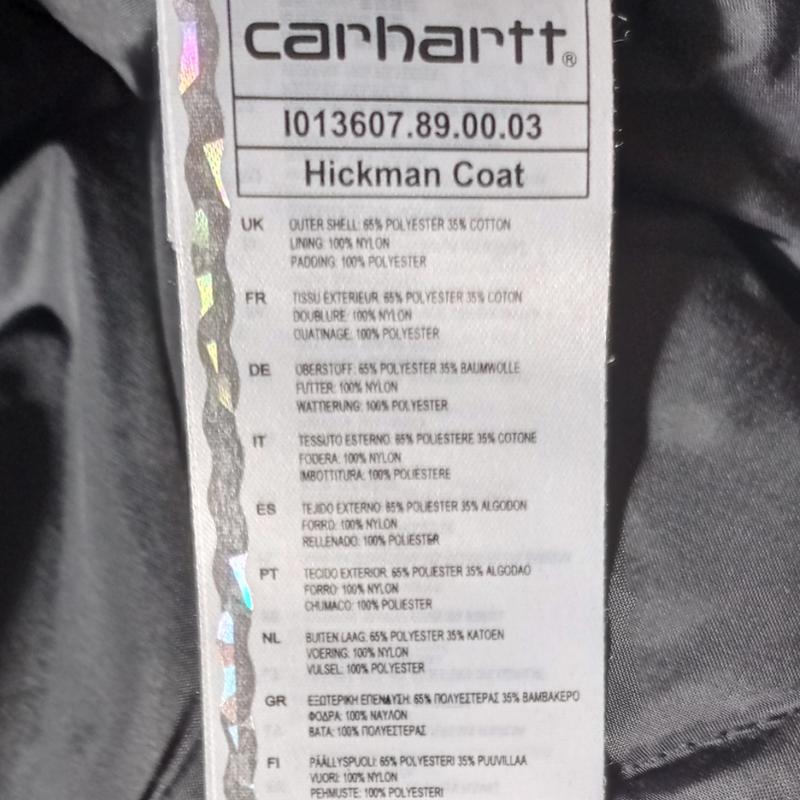 carhartt®
I013607.89.00.03
Hickman Coat
UK OUTER SHELL: 65% POLYESTER 35% COTTON
LINING: 100% NYLON
PADDING: 100% POLYESTER
FR TISSU EXTERIEUR: 65% POLYESTER 35% COTON
DOUBLURE: 100% NYLON
OUATINAGE: 100% POLYESTER
DE OBERSTOFF: 65% POLYESTER 35% BAUMWOLLE
FUTTER: 100% NYLON
WATTIERUNG: 100% POLYESTER
IT TESSUTO ESTERNO: 65% POLIESTERE 35% COTONE
FODERA: 100% NYLON
IMBOTTITURA: 100% POLIESTERE
ES TEJIDO EXTERNO: 65% POLIESTER 35% ALGODON
FORRO: 100% NYLON
RELLENADO: 100% POLIESTER
PT TECIDO EXTERIOR: 65% POLIESTER 35% ALGODAO
FORRO: 100% NYLON
CHUMACO: 100% POLIESTER
NL BUITEN LAAG: 65% POLYESTER 35% KATOEN
VOERING: 100% NYLON
VULSEL: 100% POLYESTER
GR ΕΞΩΤΕΡΙΚΗ ΕΠΕΝΔΥΣΗ: 65% ΠΟΛΥΕΣΤΕΡΑΣ 35% ΒΑΜΒΑΚΕΡΟ
ΦΟΔΡΑ: 100% ΝΑΥΛΟΝ
ΒΑΤΑ: 100% ΠΟΛΥΕΣΤΕΡΑΣ
FI PÄÄLLYSPUOLI: 65% POLYESTERI 35% PUUVILLAA
VUORI: 100% NYLON
PEHMUSTE: 100% POLYESTERI